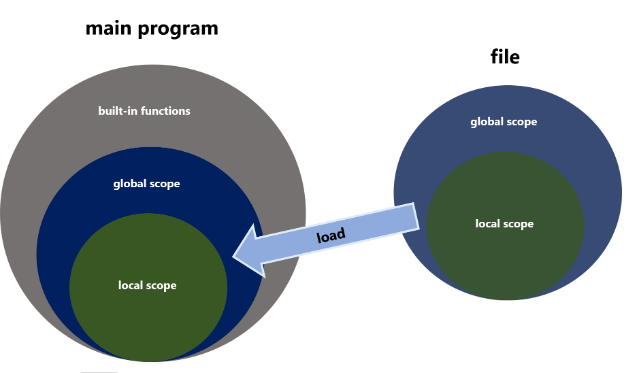 main program
file
built-in functions
global scope
global scope
local scope
load
local scope